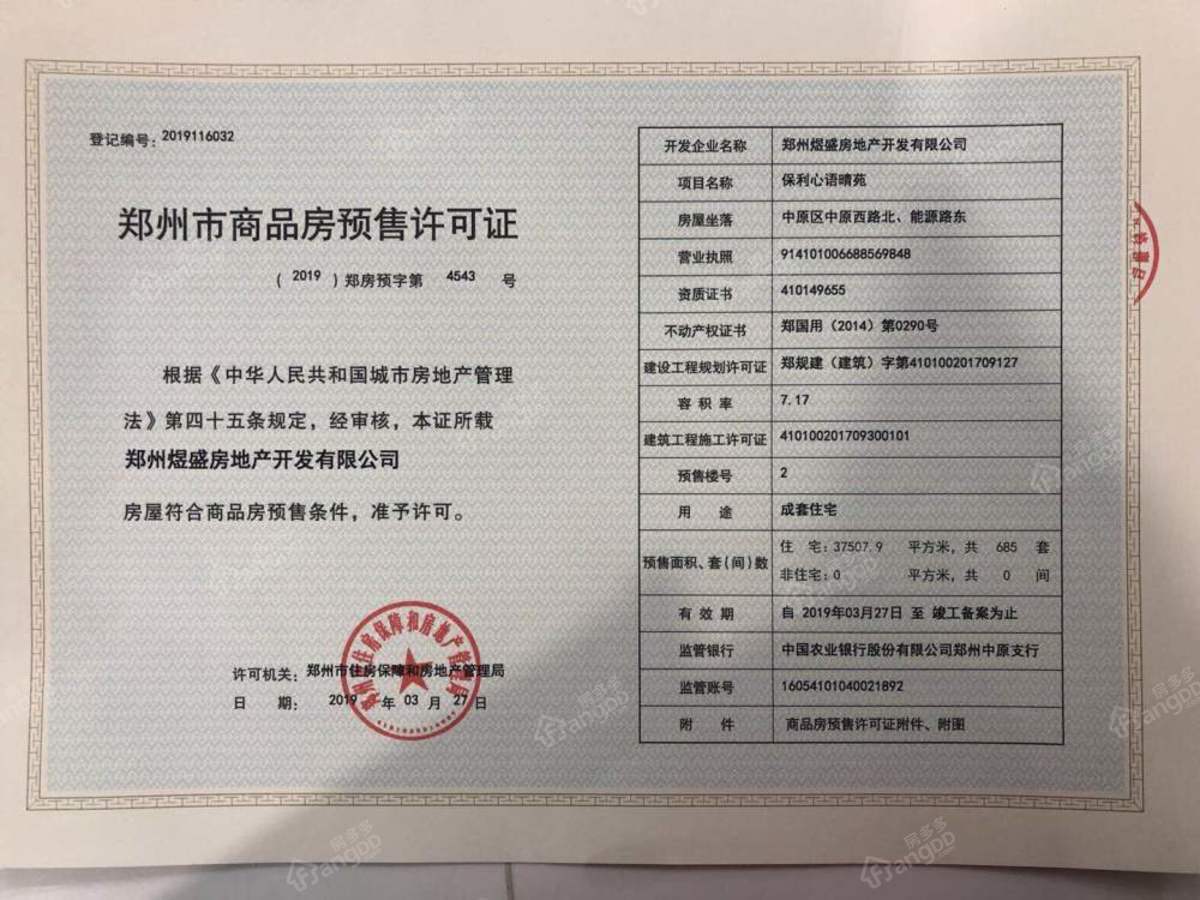 登记编号：2019116032
郑州市商品房预售许可证
（ 2019 ）郑房预字第 4543 号
根据《中华人民共和国城市房地产管理
法》第四十五条规定，经审核，本证所载
郑州煜盛房地产开发有限公司
房屋符合商品房预售条件，准予许可。
许可机关：郑州市住房保障和房地产管理局
日 期：2019 年 03 月 27 日
开发企业名称 郑州煜盛房地产开发有限公司
项目名称 保利心语晴苑
房屋坐落 中原区中原西路北、能源路东
营业执照 914101006688569848
资质证书 410149655
不动产权证书 郑国用（2014）第0290号
建设工程规划许可证 郑规建（建筑）字第410100201709127
容 积 率 7.17
建筑工程施工许可证 410100201709300101
预售楼号 2
用 途 成套住宅
预售面积、套(间)数 住 宅：37507.9 平方米，共 685 套
非住宅：0 平方米，共 0 间
有 效 期 自 2019年03月27日 至 竣工备案为止
监管银行 中国农业银行股份有限公司郑州中原支行
监管账号 16054101040021892
附 件 商品房预售许可证附件、附图
房多多
FangDD